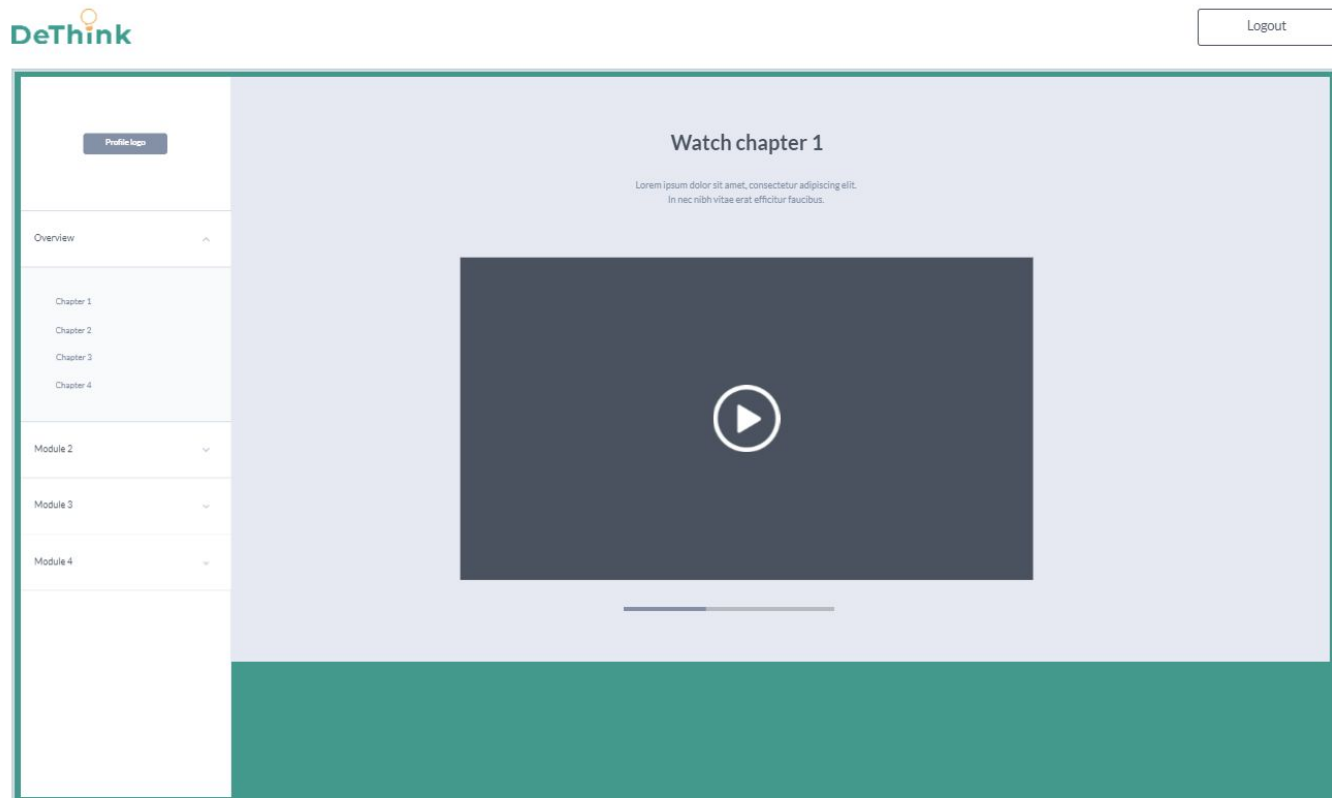 DeThink
Logout
Profile logo
Watch chapter 1
Lorem ipsum dolor sit amet, consectetur adipiscing elit.
In nec nibh vitae erat efficitur faucibus.
Overview
Chapter 1
Chapter 2
Chapter 3
Chapter 4
Module 2
Module 3
Module 4